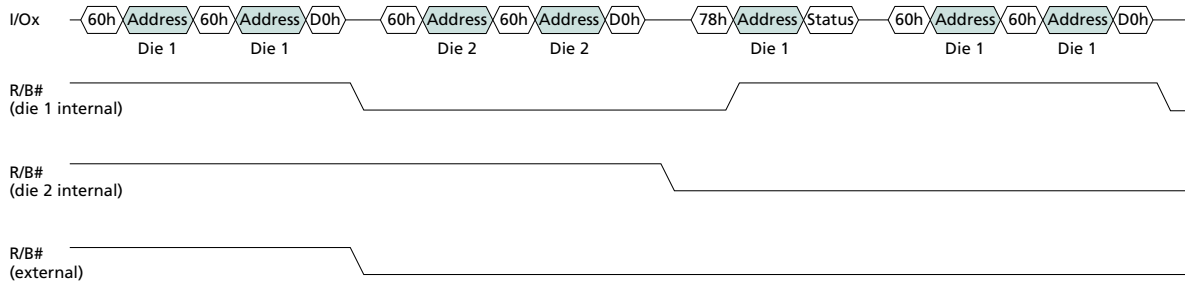 I/Ox 60h Address 60h Address D0h 60h Address 60h Address D0h 78h Address Status 60h Address 60h Address D0h
Die 1 Die 1 Die 2 Die 2 Die 1 Die 1 Die 1
R/B#
(die 1 internal)
R/B#
(die 2 internal)
R/B#
(external)